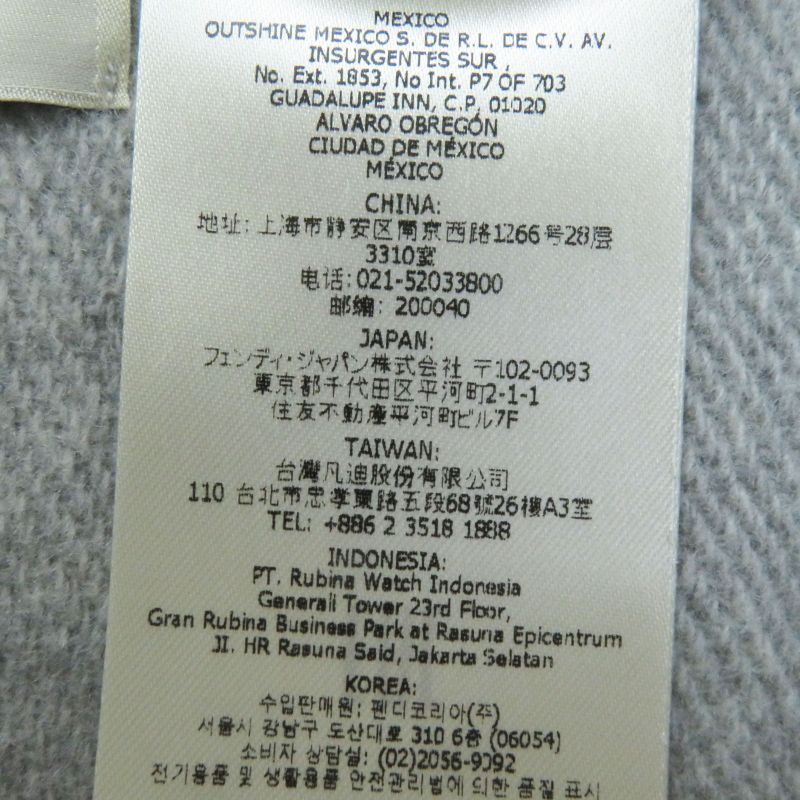 MEXICO
OUTSHINE MEXICO S. DE R.L. DE C.V. AV.
INSURGENTES SUR ,
No. Ext. 1853, No Int. P7 OF 703
GUADALUPE INN, C.P. 01020
ALVARO OBREGÓN
CIUDAD DE MÉXICO
MÉXICO
CHINA:
地址: 上海市静安区南京西路1266号28层
3310室
电话: 021-52033800
邮编: 200040
JAPAN:
フェンディ・ジャパン株式会社 〒102-0093
東京都千代田区平河町2-1-1
住友不動産平河町ビル7F
TAIWAN:
台灣凡迪股份有限公司
110 台北市忠孝東路五段68號26樓A3室
TEL: +886 2 3518 1888
INDONESIA:
PT. Rubina Watch Indonesia
Generali Tower 23rd Floor,
Gran Rubina Business Park at Rasuna Epicentrum
Jl. HR Rasuna Said, Jakarta Selatan
KOREA:
수입판매원: 펜디코리아(주)
서울시 강남구 도산대로 310 6층 (06054)
소비자 상담실: (02)2056-9092
전기용품 및 생활용품 안전관리법에 의한 품질 표시